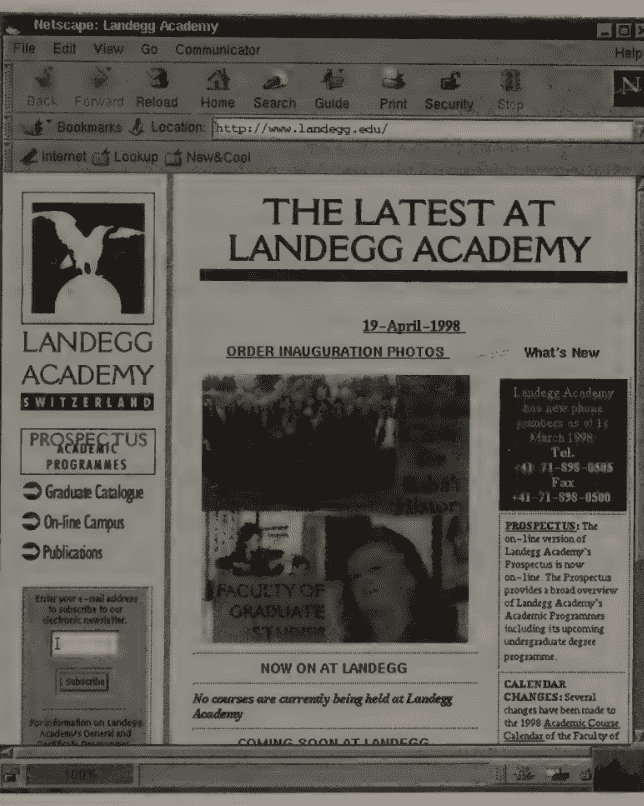 Netscape: Landegg Academy
File Edit View Go Communicator Help
Back Forward Reload Home Search Guide Print Security Stop N
Bookmarks Location: http://www.landegg.edu/
Internet Lookup New&Cool
LANDEGG
ACADEMY
SWITZERLAND
PROSPECTUS
ACADEMIC
PROGRAMMES
Graduate Catalogue
On-line Campus
Publications
Enter your e-mail address
to subscribe to our
electronic newsletter.
Subscribe
For information on Landegg
Academy's General and
THE LATEST AT
LANDEGG ACADEMY
19-April-1998
ORDER INAUGURATION PHOTOS
FACULTY OF
GRADUATE
STUDIES
NOW ON AT LANDEGG
No courses are currently being held at Landegg
Academy
COMING SOON AT LANDEGG
What's New
Landegg Academy
has new phone
numbers as of 16
March 1998
Tel.
+41-71-898-0585
Fax
+41-71-898-0500
PROSPECTUS: The
on-line version of
Landegg Academy's
Prospectus is now
on-line. The Prospectus
provides a broad overview
of Landegg Academy's
Academic Programmes
including its upcoming
undergraduate degree
programme.
CALENDAR
CHANGES: Several
changes have been made to
the 1998 Academic Course
Calendar of the Faculty of
100%